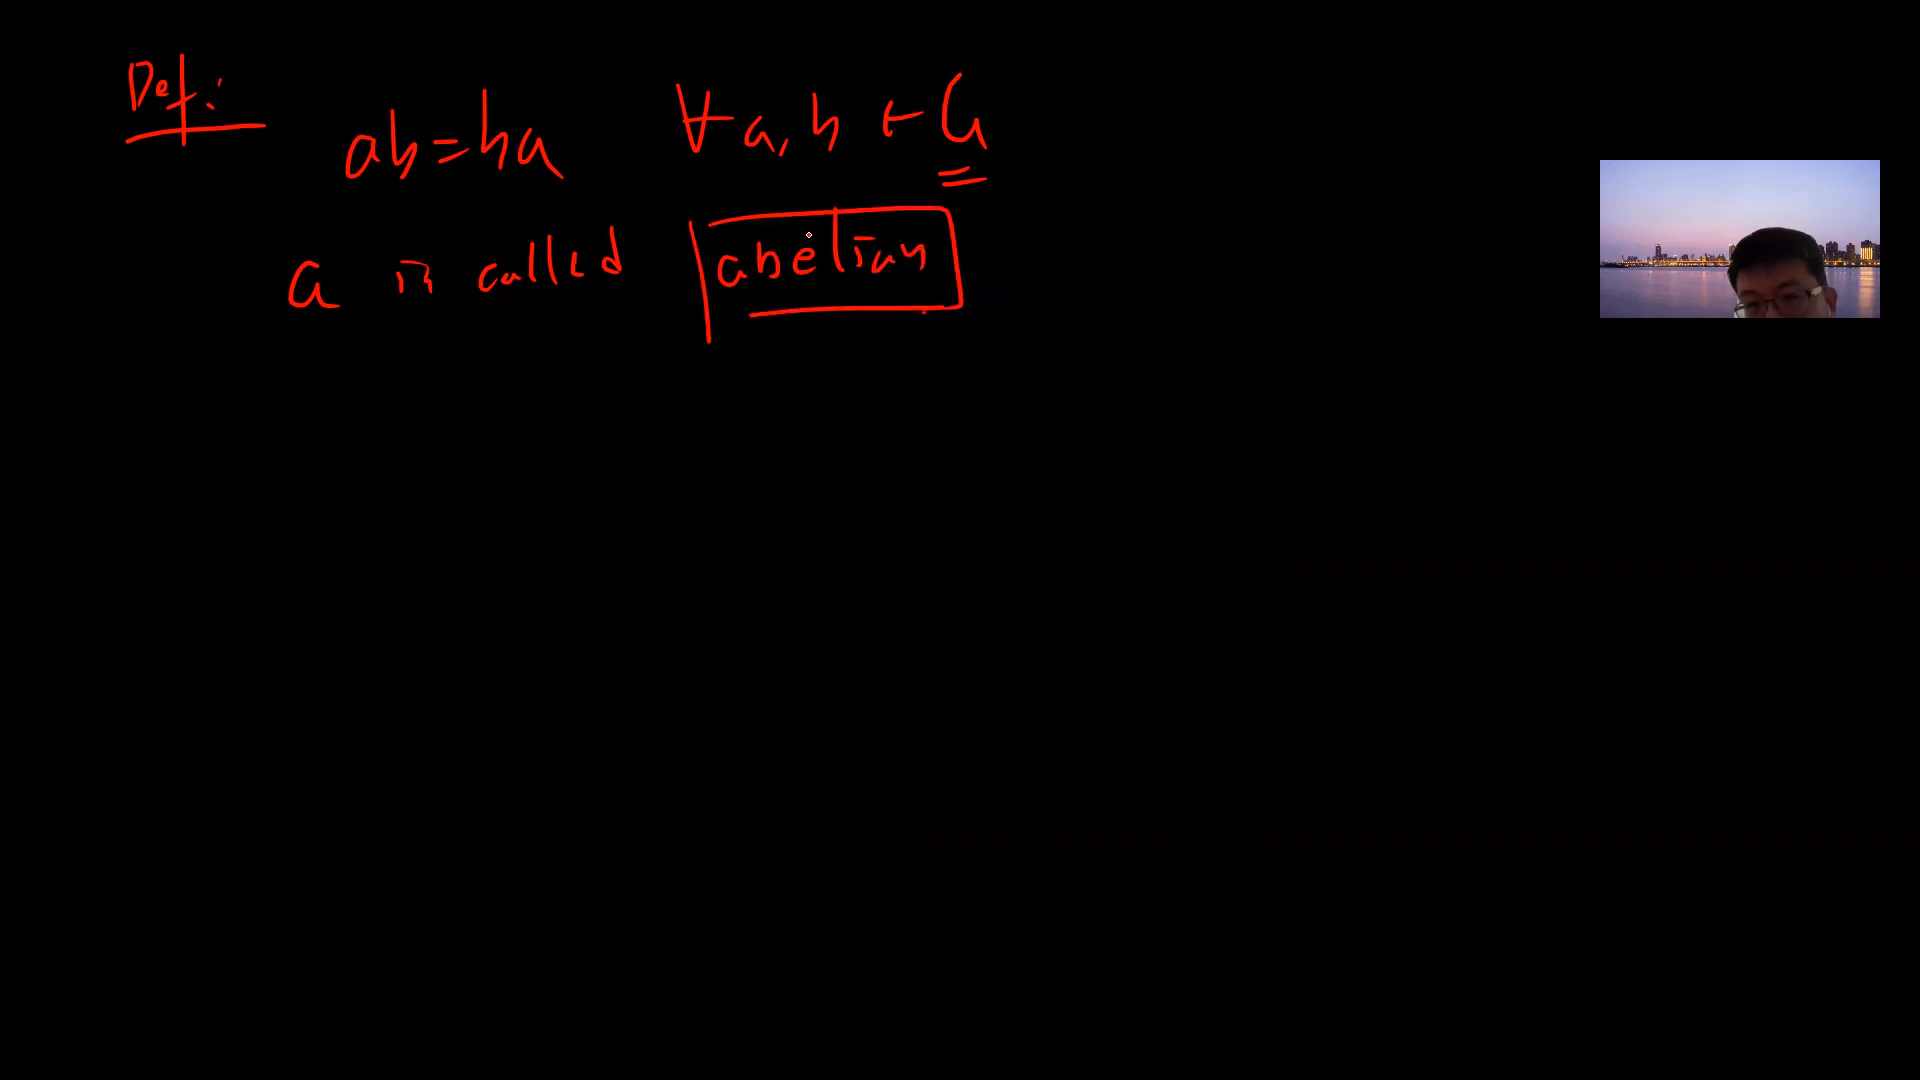 Def:
ab=ba ∀a,b ∈ G
G is called abelian